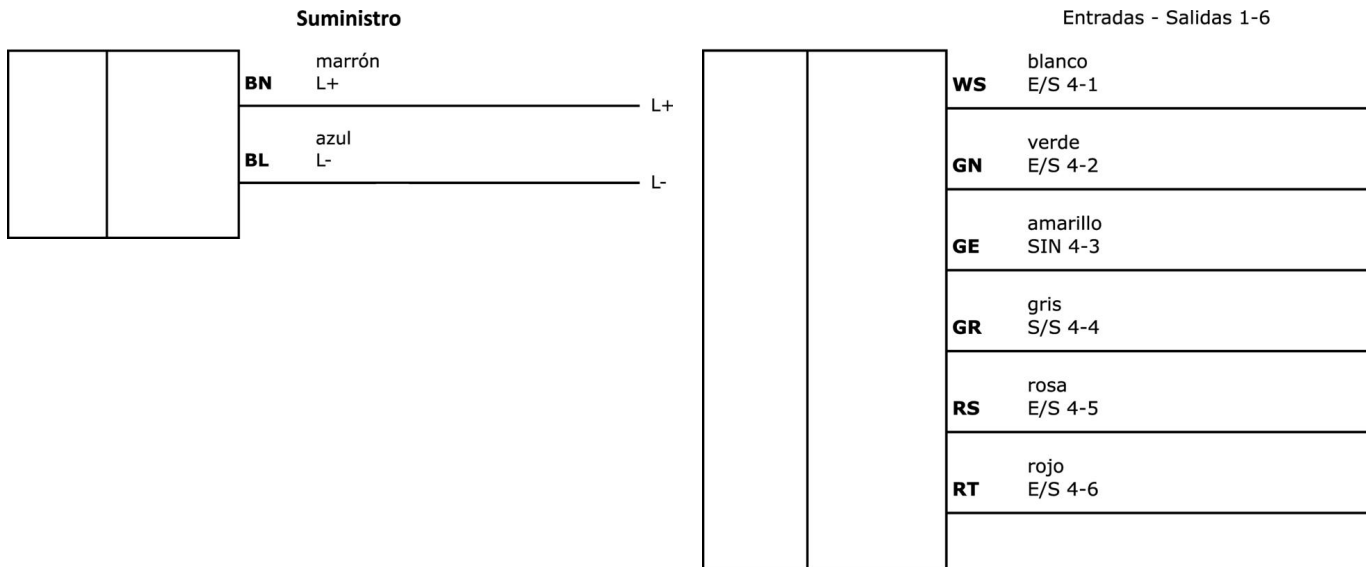 Suministro
marrón
BN L+
L+
azul
BL L-
L-
Entradas - Salidas 1-6
blanco
WS E/S 4-1
verde
GN E/S 4-2
amarillo
GE SIN 4-3
gris
GR S/S 4-4
rosa
RS E/S 4-5
rojo
RT E/S 4-6